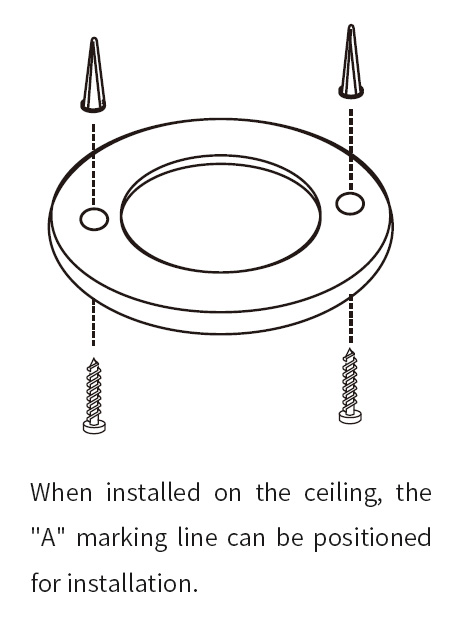 When installed on the ceiling, the
"A" marking line can be positioned
for installation.